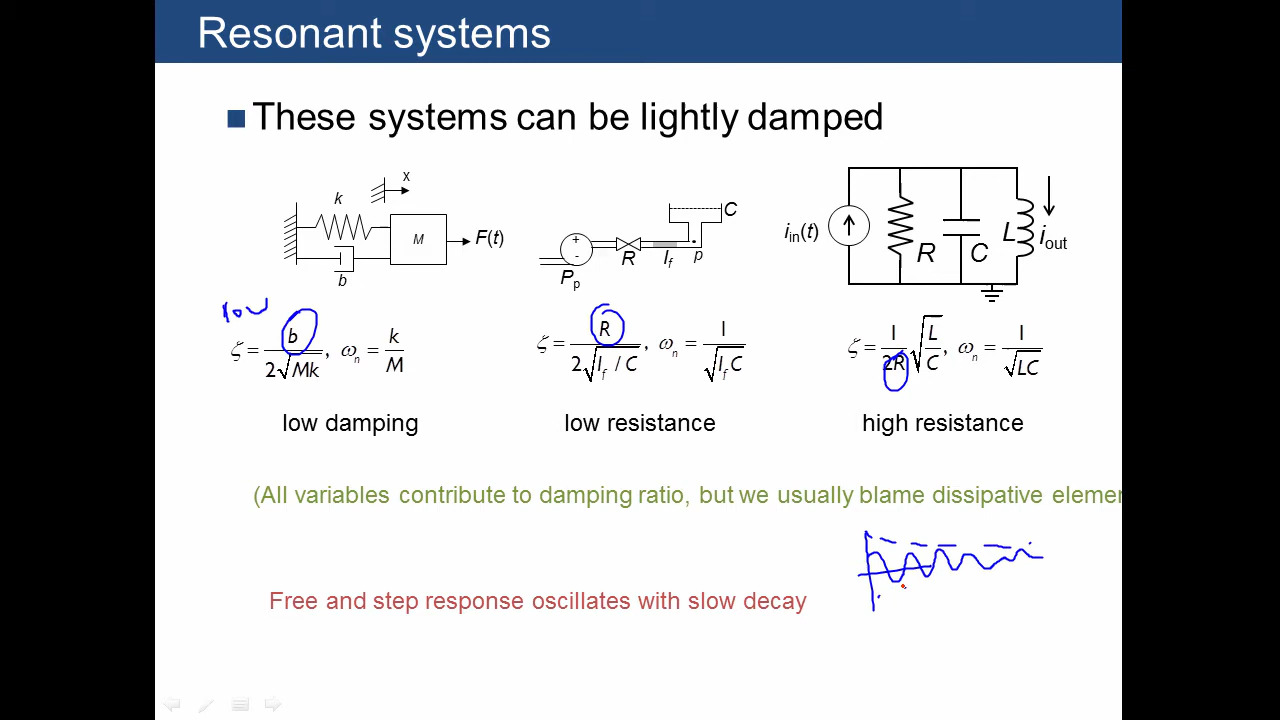 Resonant systems
These systems can be lightly damped
x
k
M
F(t)
b
C
+
-
R
I_f
p
P_p
i_in(t)
R
C
L
i_out
low
ζ = b / 2√Mk, ω_n = k / M
ζ = R / 2√I_f / C, ω_n = 1 / √I_f C
ζ = 1 / 2R √L / C, ω_n = 1 / √LC
low damping
low resistance
high resistance
(All variables contribute to damping ratio, but we usually blame dissipative elemen
Free and step response oscillates with slow decay